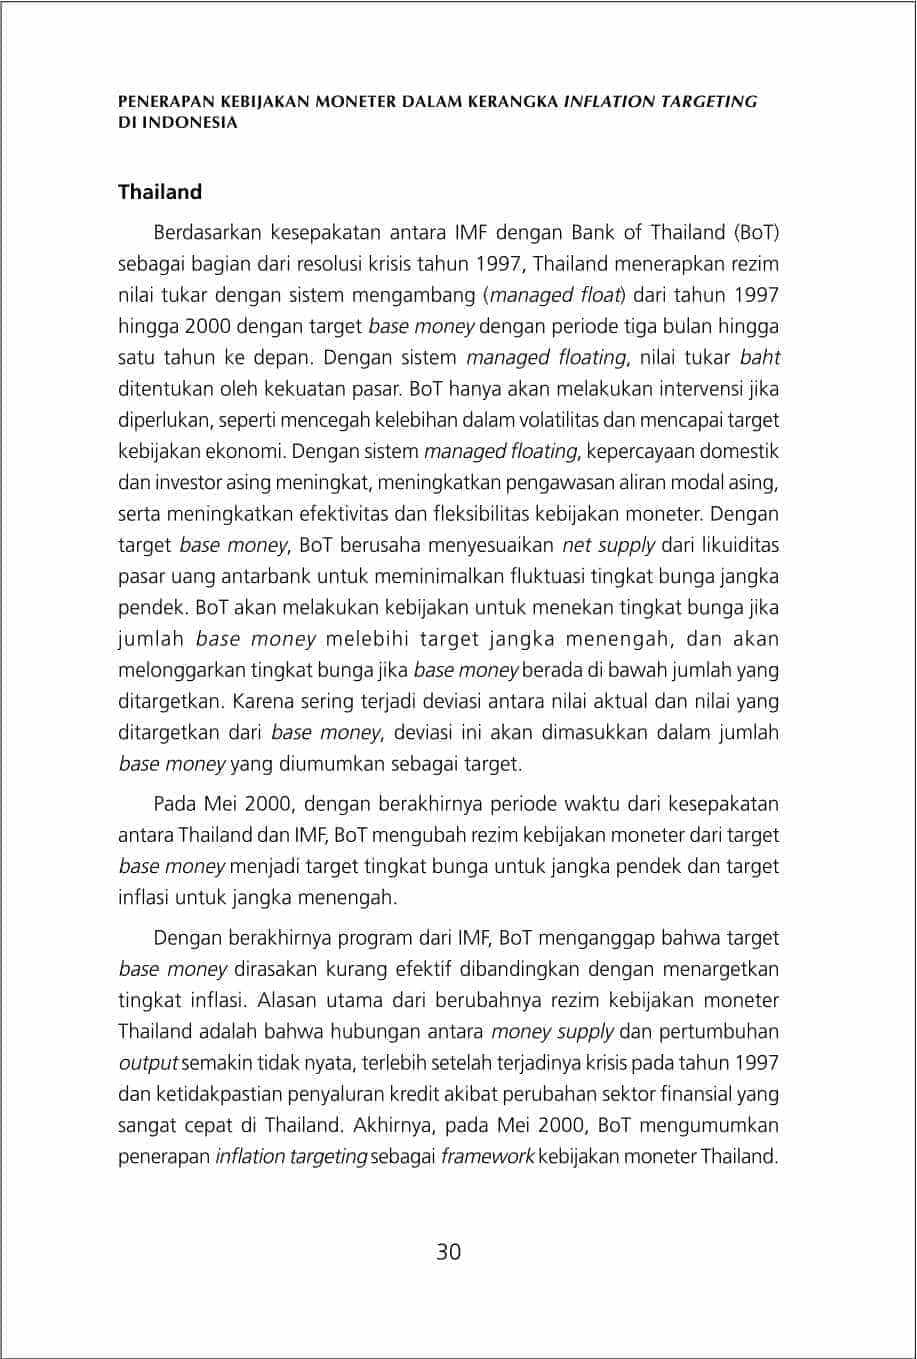 PENERAPAN KEBIJAKAN MONETER DALAM KERANGKA INFLATION TARGETING
DI INDONESIA
Thailand
Berdasarkan kesepakatan antara IMF dengan Bank of Thailand (BoT)
sebagai bagian dari resolusi krisis tahun 1997, Thailand menerapkan rezim
nilai tukar dengan sistem mengambang (managed float) dari tahun 1997
hingga 2000 dengan target base money dengan periode tiga bulan hingga
satu tahun ke depan. Dengan sistem managed floating, nilai tukar baht
ditentukan oleh kekuatan pasar. BoT hanya akan melakukan intervensi jika
diperlukan, seperti mencegah kelebihan dalam volatilitas dan mencapai target
kebijakan ekonomi. Dengan sistem managed floating, kepercayaan domestik
dan investor asing meningkat, meningkatkan pengawasan aliran modal asing,
serta meningkatkan efektivitas dan fleksibilitas kebijakan moneter. Dengan
target base money, BoT berusaha menyesuaikan net supply dari likuiditas
pasar uang antarbank untuk meminimalkan fluktuasi tingkat bunga jangka
pendek. BoT akan melakukan kebijakan untuk menekan tingkat bunga jika
jumlah base money melebihi target jangka menengah, dan akan
melonggarkan tingkat bunga jika base money berada di bawah jumlah yang
ditargetkan. Karena sering terjadi deviasi antara nilai aktual dan nilai yang
ditargetkan dari base money, deviasi ini akan dimasukkan dalam jumlah
base money yang diumumkan sebagai target.
Pada Mei 2000, dengan berakhirnya periode waktu dari kesepakatan
antara Thailand dan IMF, BoT mengubah rezim kebijakan moneter dari target
base money menjadi target tingkat bunga untuk jangka pendek dan target
inflasi untuk jangka menengah.
Dengan berakhirnya program dari IMF, BoT menganggap bahwa target
base money dirasakan kurang efektif dibandingkan dengan menargetkan
tingkat inflasi. Alasan utama dari berubahnya rezim kebijakan moneter
Thailand adalah bahwa hubungan antara money supply dan pertumbuhan
output semakin tidak nyata, terlebih setelah terjadinya krisis pada tahun 1997
dan ketidakpastian penyaluran kredit akibat perubahan sektor finansial yang
sangat cepat di Thailand. Akhirnya, pada Mei 2000, BoT mengumumkan
penerapan inflation targeting sebagai framework kebijakan moneter Thailand.
30